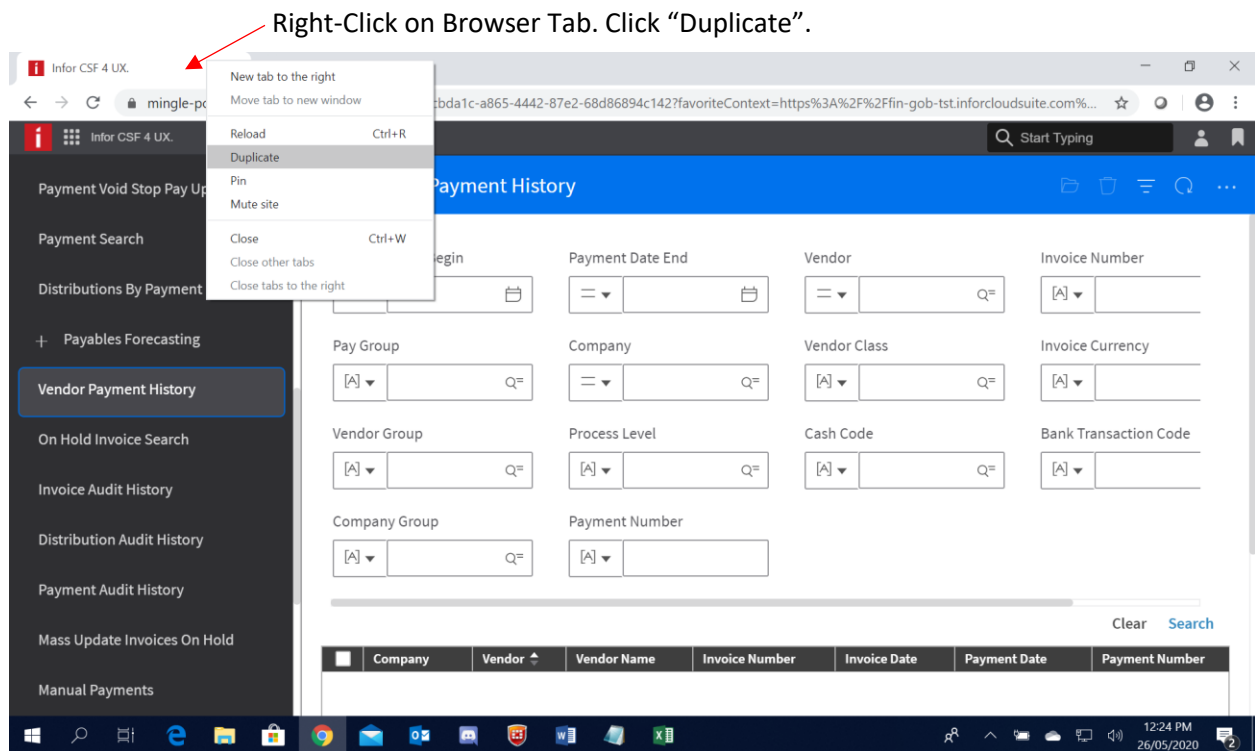 Right-Click on Browser Tab. Click “Duplicate”.
Infor CSF 4 UX.
New tab to the right
Move tab to new window
Reload Ctrl+R
Duplicate
Pin
Mute site
Close Ctrl+W
Close other tabs
Close tabs to the right
mingle-po
bda1c-a865-4442-87e2-68d86894c142?favoriteContext=https%3A%2F%2Ffin-gob-tst.inforcloudsuite.com%...
Infor CSF 4 UX.
Start Typing
Payment Void Stop Pay Up
Payment Search
Distributions By Payment
+ Payables Forecasting
Vendor Payment History
On Hold Invoice Search
Invoice Audit History
Distribution Audit History
Payment Audit History
Mass Update Invoices On Hold
Manual Payments
Payment History
egin Payment Date End Vendor Invoice Number
Pay Group Company Vendor Class Invoice Currency
Vendor Group Process Level Cash Code Bank Transaction Code
Company Group Payment Number
Clear Search
Company Vendor Vendor Name Invoice Number Invoice Date Payment Date Payment Number
12:24 PM
26/05/2020
2